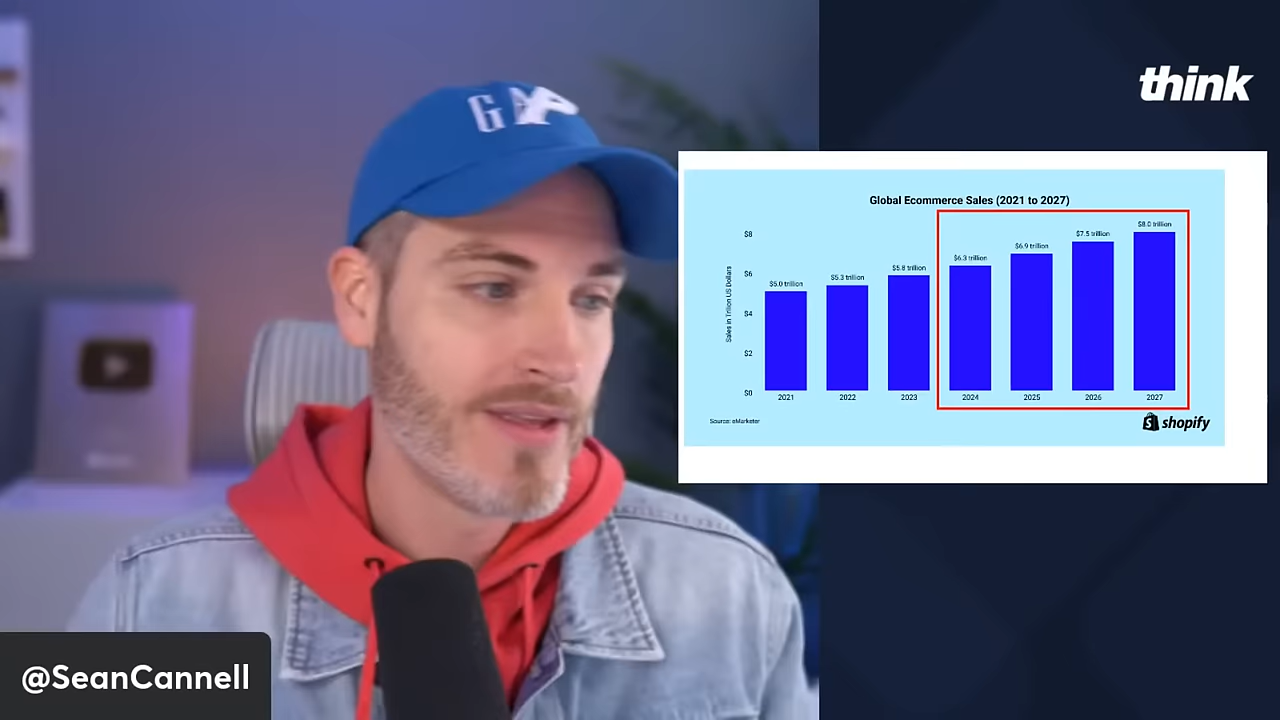 GAP
think
Global Ecommerce Sales (2021 to 2027)
Sales in Trillion US Dollars
$8
$6
$4
$2
$0
$5.0 trillion
$5.3 trillion
$5.8 trillion
$6.3 trillion
$6.9 trillion
$7.5 trillion
$8.0 trillion
2021 2022 2023 2024 2025 2026 2027
Source: eMarketer
shopify
@SeanCannell